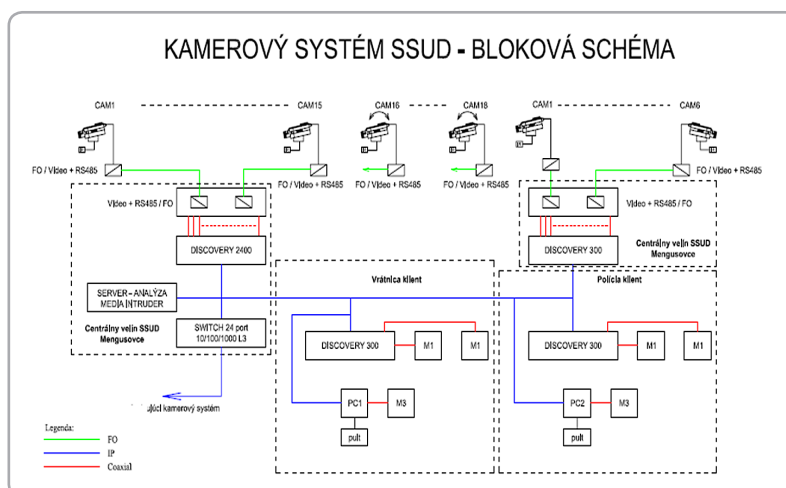 KAMEROVÝ SYSTÉM SSUD - BLOKOVÁ SCHÉMA
CAM1
CAM15
CAM16
CAM18
CAM1
CAM6
FO / Video + RS485
FO / Video + RS485
FO / Video + RS485
FO / Video + RS485
FO / Video + RS485
Video + RS485 / FO
Video + RS485 / FO
DISCOVERY 2400
DISCOVERY 300
Centrálny velín SSUD
Mengusovce
Vrátnica klient
Polícia klient
SERVER – ANALÝZA
MEDIA INTRUDER
Centrálny velín SSUD
Mengusovce
SWITCH 24 port
10/100/1000 L3
DISCOVERY 300
M1
M1
DISCOVERY 300
M1
M1
kamerový systém
PC1
M3
PC2
M3
pult
pult
Legenda:
FO
IP
Coaxial